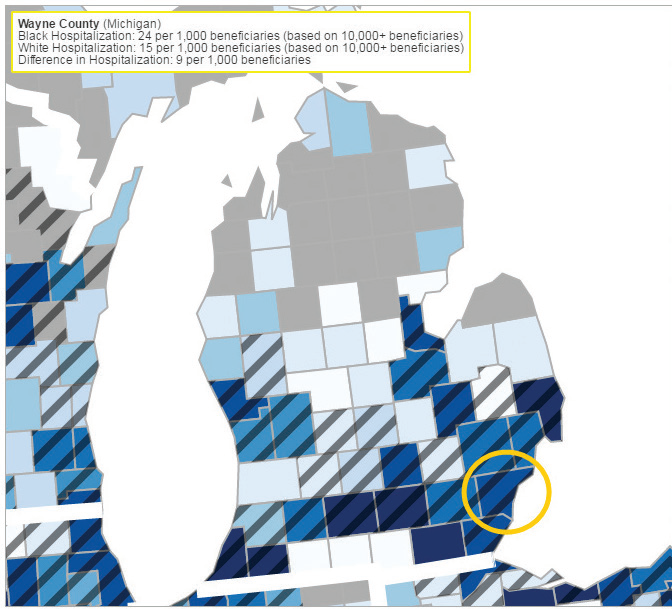 Wayne County (Michigan)
Black Hospitalization: 24 per 1,000 beneficiaries (based on 10,000+ beneficiaries)
White Hospitalization: 15 per 1,000 beneficiaries (based on 10,000+ beneficiaries)
Difference in Hospitalization: 9 per 1,000 beneficiaries